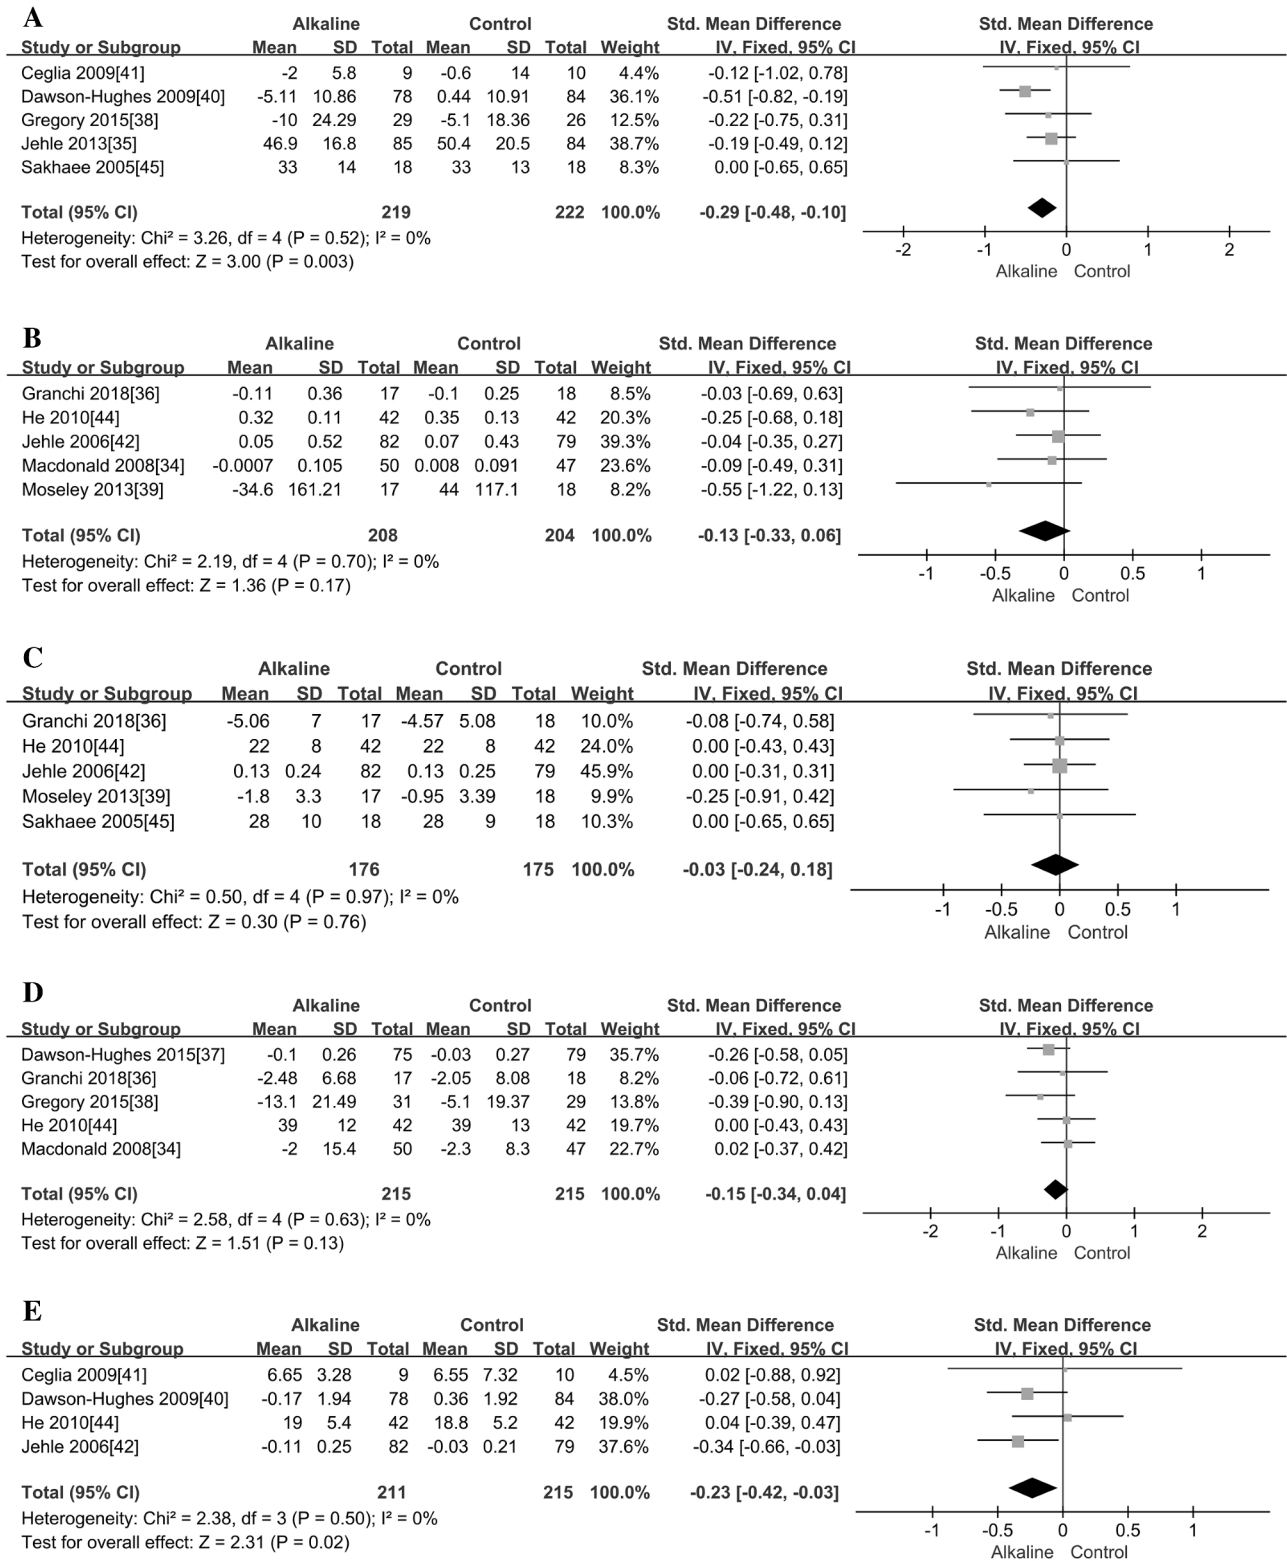 A
Alkaline Control Std. Mean Difference Std. Mean Difference
Study or Subgroup Mean SD Total Mean SD Total Weight IV, Fixed, 95% CI IV, Fixed, 95% CI
Ceglia 2009[41] -2 5.8 9 -0.6 14 10 4.4% -0.12 [-1.02, 0.78]
Dawson-Hughes 2009[40] -5.11 10.86 78 0.44 10.91 84 36.1% -0.51 [-0.82, -0.19]
Gregory 2015[38] -10 24.29 29 -5.1 18.36 26 12.5% -0.22 [-0.75, 0.31]
Jehle 2013[35] 46.9 16.8 85 50.4 20.5 84 38.7% -0.19 [-0.49, 0.12]
Sakhaee 2005[45] 33 14 18 33 13 18 8.3% 0.00 [-0.65, 0.65]
Total (95% CI) 219 222 100.0% -0.29 [-0.48, -0.10]
Heterogeneity: Chi² = 3.26, df = 4 (P = 0.52); I² = 0%
Test for overall effect: Z = 3.00 (P = 0.003)
-2 -1 0 1 2
Alkaline Control
B
Alkaline Control Std. Mean Difference Std. Mean Difference
Study or Subgroup Mean SD Total Mean SD Total Weight IV, Fixed, 95% CI IV, Fixed, 95% CI
Granchi 2018[36] -0.11 0.36 17 -0.1 0.25 18 8.5% -0.03 [-0.69, 0.63]
He 2010[44] 0.32 0.11 42 0.35 0.13 42 20.3% -0.25 [-0.68, 0.18]
Jehle 2006[42] 0.05 0.52 82 0.07 0.43 79 39.3% -0.04 [-0.35, 0.27]
Macdonald 2008[34] -0.0007 0.105 50 0.008 0.091 47 23.6% -0.09 [-0.49, 0.31]
Moseley 2013[39] -34.6 161.21 17 44 117.1 18 8.2% -0.55 [-1.22, 0.13]
Total (95% CI) 208 204 100.0% -0.13 [-0.33, 0.06]
Heterogeneity: Chi² = 2.19, df = 4 (P = 0.70); I² = 0%
Test for overall effect: Z = 1.36 (P = 0.17)
-1 -0.5 0 0.5 1
Alkaline Control
C
Alkaline Control Std. Mean Difference Std. Mean Difference
Study or Subgroup Mean SD Total Mean SD Total Weight IV, Fixed, 95% CI IV, Fixed, 95% CI
Granchi 2018[36] -5.06 7 17 -4.57 5.08 18 10.0% -0.08 [-0.74, 0.58]
He 2010[44] 22 8 42 22 8 42 24.0% 0.00 [-0.43, 0.43]
Jehle 2006[42] 0.13 0.24 82 0.13 0.25 79 45.9% 0.00 [-0.31, 0.31]
Moseley 2013[39] -1.8 3.3 17 -0.95 3.39 18 9.9% -0.25 [-0.91, 0.42]
Sakhaee 2005[45] 28 10 18 28 9 18 10.3% 0.00 [-0.65, 0.65]
Total (95% CI) 176 175 100.0% -0.03 [-0.24, 0.18]
Heterogeneity: Chi² = 0.50, df = 4 (P = 0.97); I² = 0%
Test for overall effect: Z = 0.30 (P = 0.76)
-1 -0.5 0 0.5 1
Alkaline Control
D
Alkaline Control Std. Mean Difference Std. Mean Difference
Study or Subgroup Mean SD Total Mean SD Total Weight IV, Fixed, 95% CI IV, Fixed, 95% CI
Dawson-Hughes 2015[37] -0.1 0.26 75 -0.03 0.27 79 35.7% -0.26 [-0.58, 0.05]
Granchi 2018[36] -2.48 6.68 17 -2.05 8.08 18 8.2% -0.06 [-0.72, 0.61]
Gregory 2015[38] -13.1 21.49 31 -5.1 19.37 29 13.8% -0.39 [-0.90, 0.13]
He 2010[44] 39 12 42 39 13 42 19.7% 0.00 [-0.43, 0.43]
Macdonald 2008[34] -2 15.4 50 -2.3 8.3 47 22.7% 0.02 [-0.37, 0.42]
Total (95% CI) 215 215 100.0% -0.15 [-0.34, 0.04]
Heterogeneity: Chi² = 2.58, df = 4 (P = 0.63); I² = 0%
Test for overall effect: Z = 1.51 (P = 0.13)
-2 -1 0 1 2
Alkaline Control
E
Alkaline Control Std. Mean Difference Std. Mean Difference
Study or Subgroup Mean SD Total Mean SD Total Weight IV, Fixed, 95% CI IV, Fixed, 95% CI
Ceglia 2009[41] 6.65 3.28 9 6.55 7.32 10 4.5% 0.02 [-0.88, 0.92]
Dawson-Hughes 2009[40] -0.17 1.94 78 0.36 1.92 84 38.0% -0.27 [-0.58, 0.04]
He 2010[44] 19 5.4 42 18.8 5.2 42 19.9% 0.04 [-0.39, 0.47]
Jehle 2006[42] -0.11 0.25 82 -0.03 0.21 79 37.6% -0.34 [-0.66, -0.03]
Total (95% CI) 211 215 100.0% -0.23 [-0.42, -0.03]
Heterogeneity: Chi² = 2.38, df = 3 (P = 0.50); I² = 0%
Test for overall effect: Z = 2.31 (P = 0.02)
-1 -0.5 0 0.5 1
Alkaline Control